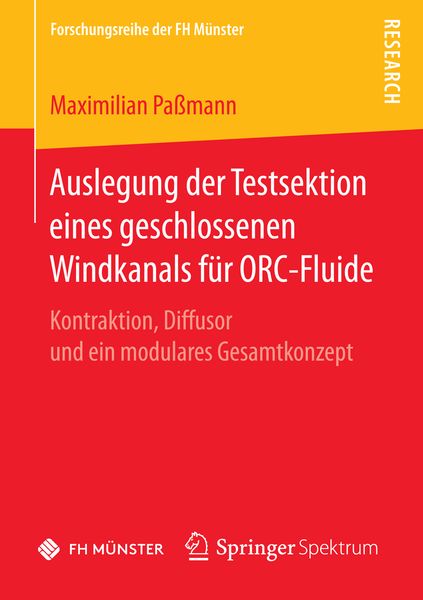 Forschungsreihe der FH Münster
RESEARCH
Maximilian Paßmann
Auslegung der Testsektion
eines geschlossenen
Windkanals für ORC-Fluide
Kontraktion, Diffusor
und ein modulares Gesamtkonzept
FH MÜNSTER
Springer Spektrum